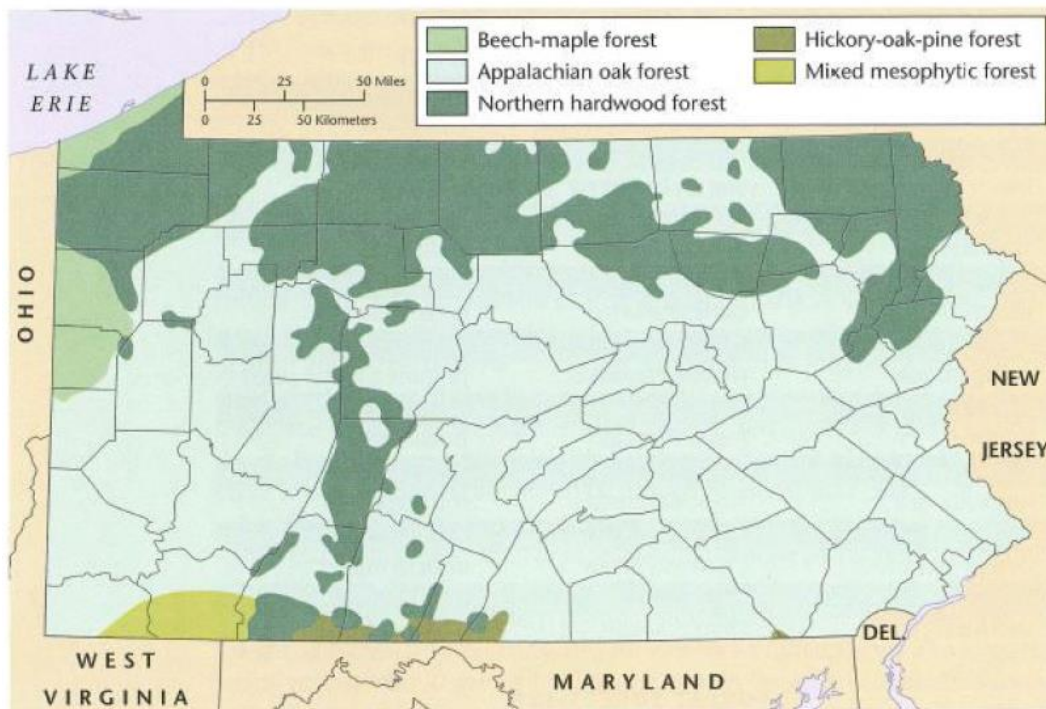 LAKE
ERIE
0 25 50 Miles
0 25 50 Kilometers
Beech-maple forest
Appalachian oak forest
Northern hardwood forest
Hickory-oak-pine forest
Mixed mesophytic forest
OHIO
NEW
JERSEY
DEL.
WEST
VIRGINIA
MARYLAND